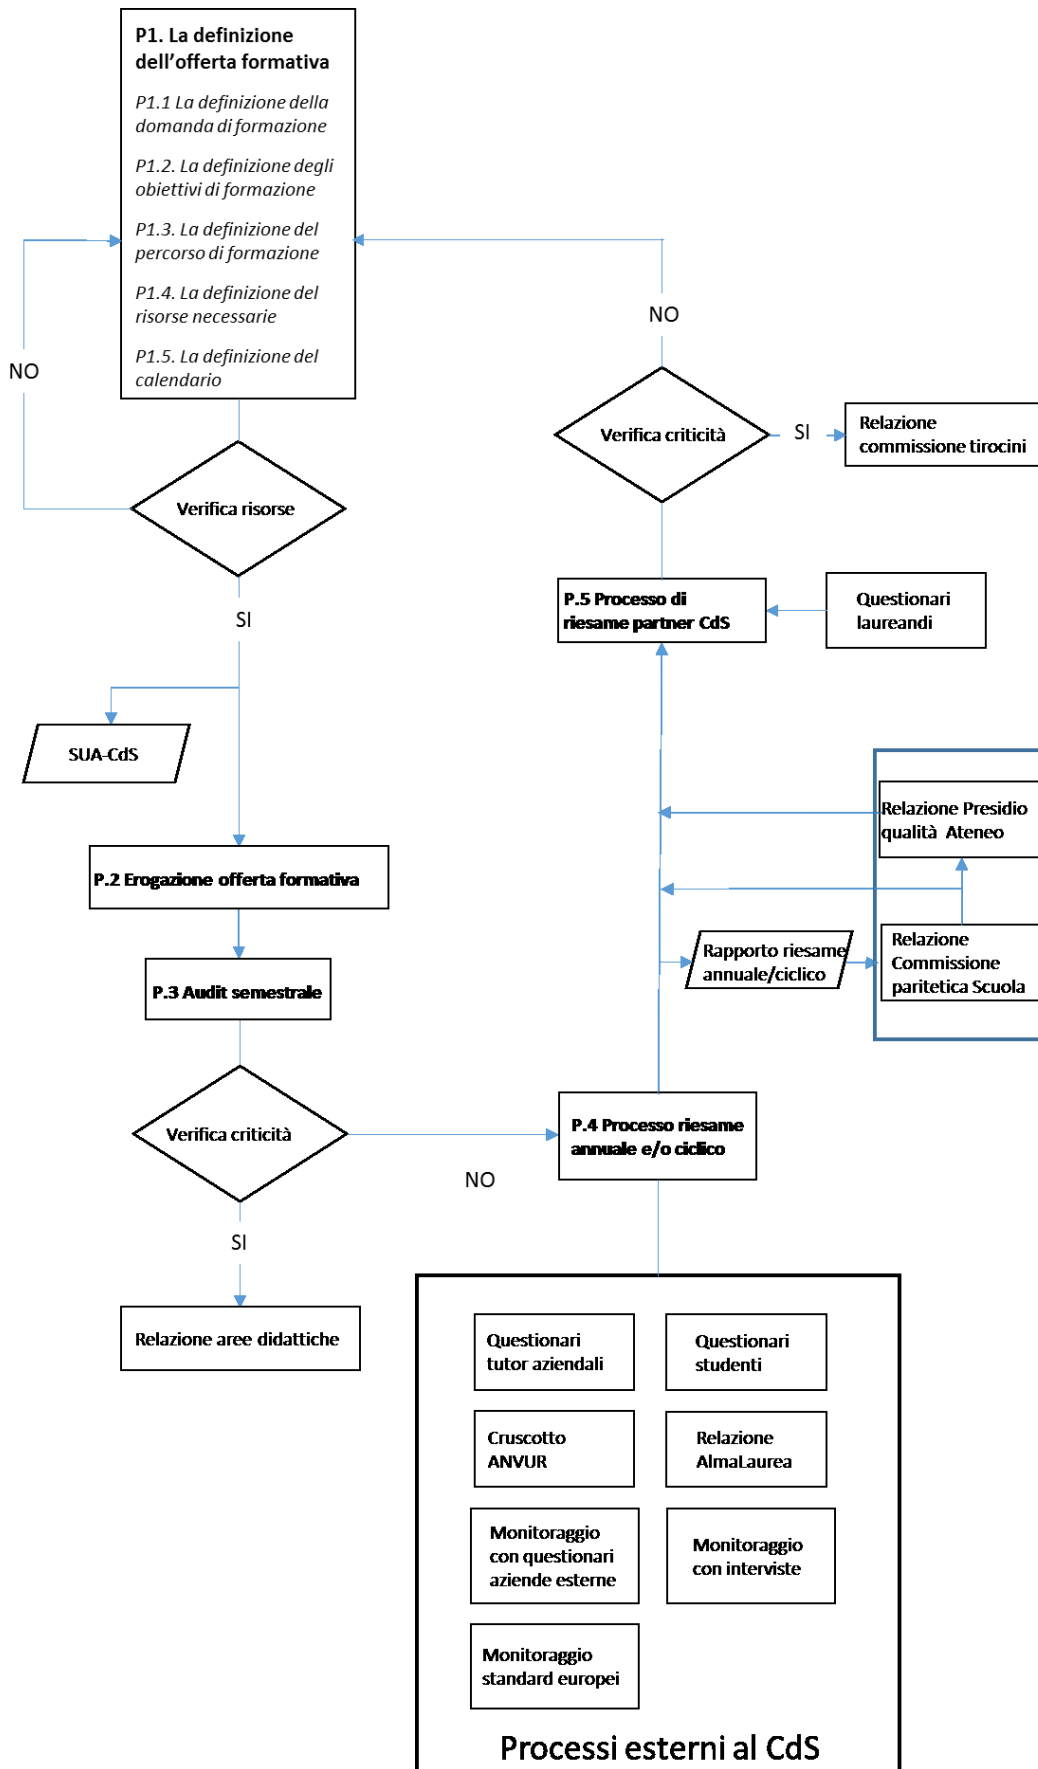 P1. La definizione
dell'offerta formativa
P1.1 La definizione della
domanda di formazione
P1.2. La definizione degli
obiettivi di formazione
P1.3. La definizione del
percorso di formazione
P1.4. La definizione del
risorse necessarie
P1.5. La definizione del
calendario
NO
Verifica risorse
SI
SUA-CdS
P.2 Erogazione offerta formativa
P.3 Audit semestrale
Verifica criticità
NO
SI
Relazione aree didattiche
NO
Verifica criticità
SI
Relazione
commissione tirocini
P.5 Processo di
riesame partner CdS
Questionari
laureandi
Relazione Presidio
qualità Ateneo
Rapporto riesame
annuale/ciclico
Relazione
Commissione
paritetica Scuola
P.4 Processo riesame
annuale e/o ciclico
Questionari
tutor aziendali
Questionari
studenti
Cruscotto
ANVUR
Relazione
AlmaLaurea
Monitoraggio
con questionari
aziende esterne
Monitoraggio
con interviste
Monitoraggio
standard europei
Processi esterni al CdS